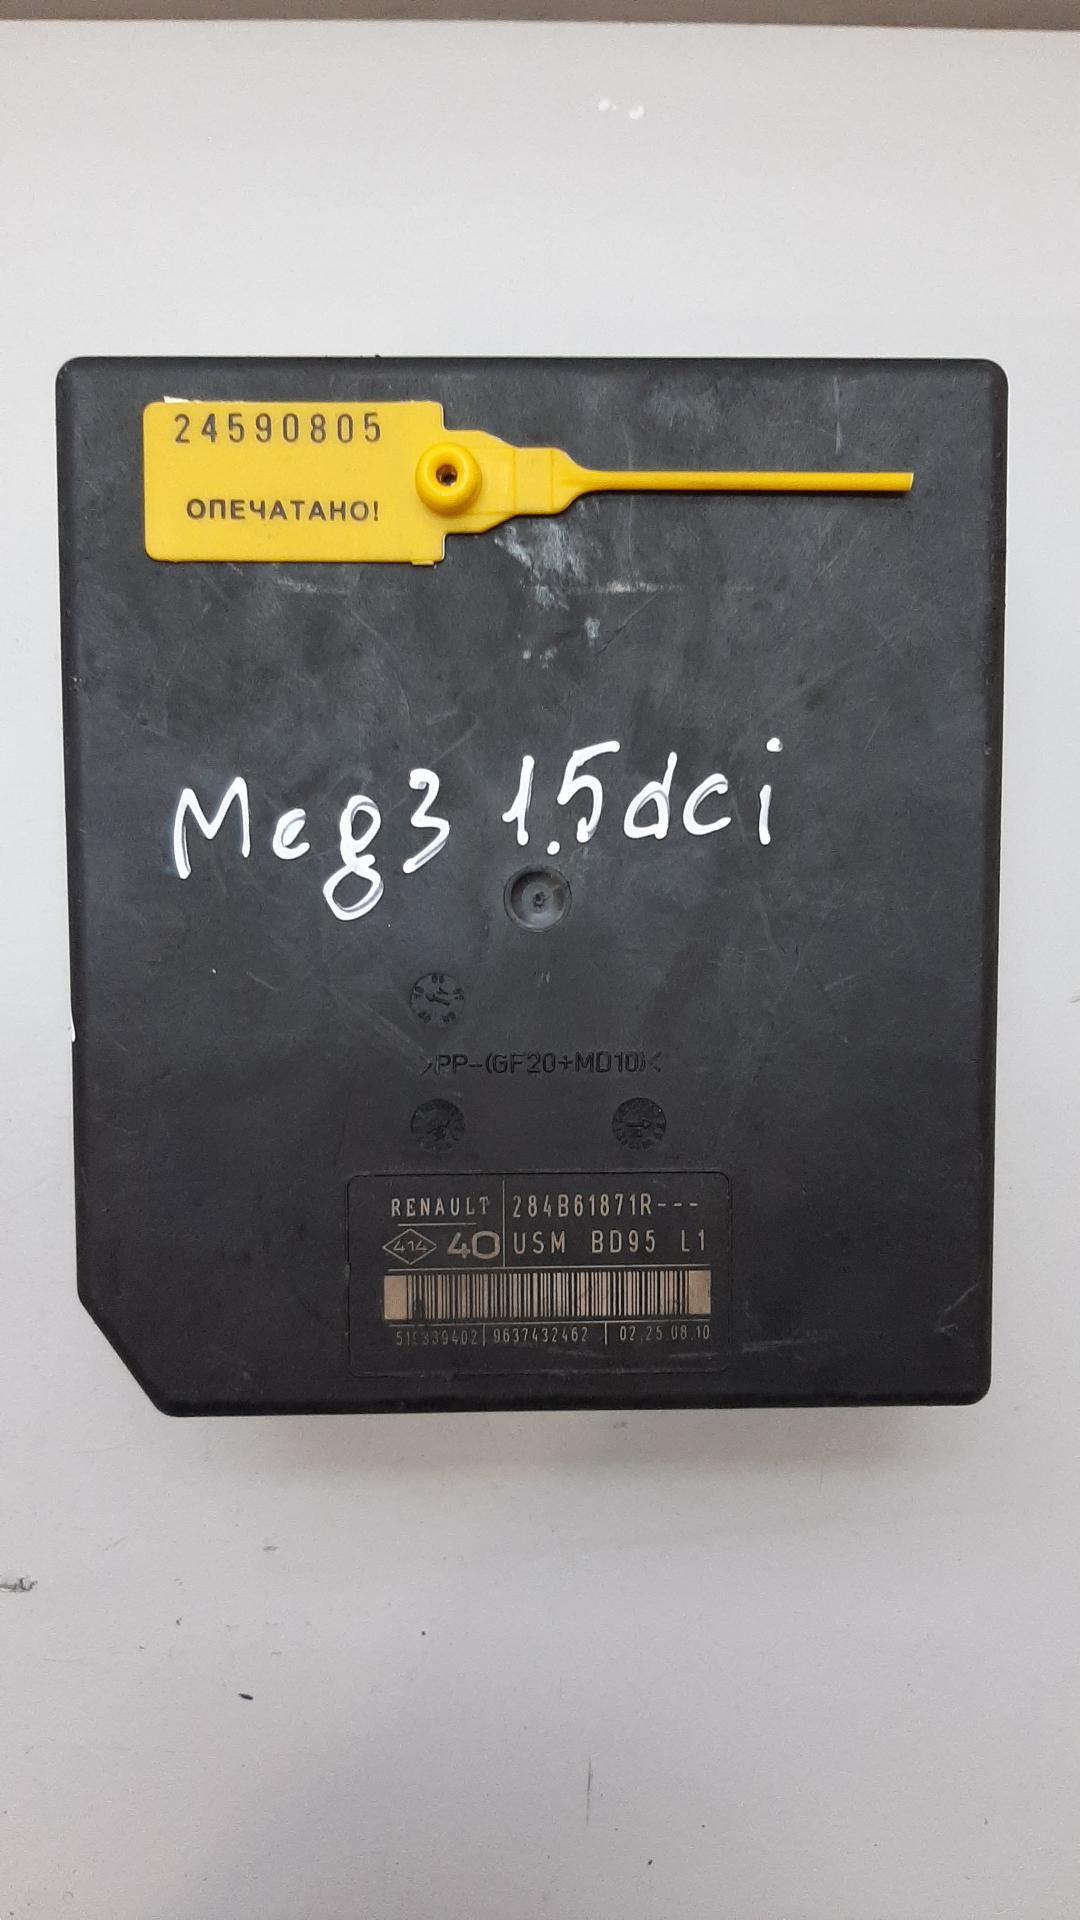 24590805
ОПЕЧАТАНО!
Meg3 1.5dci
>PP-(GF20+MD10)<
RENAULT 284B61871R---
414 40 USM BD95 L1
9637432462 02,25.08.10